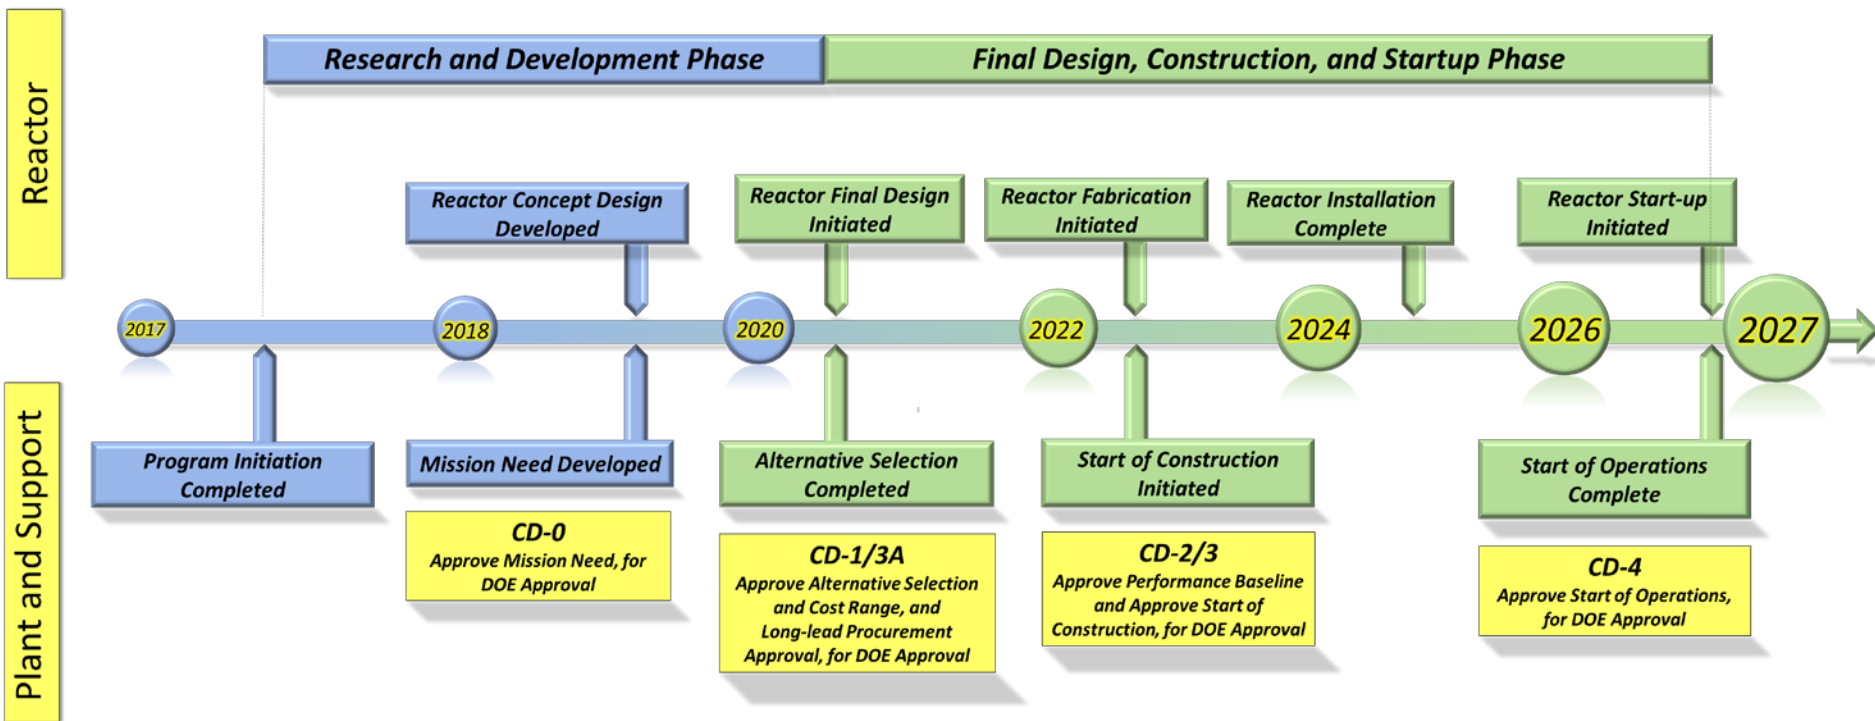 Reactor
Research and Development Phase
Final Design, Construction, and Startup Phase
Reactor Concept Design
Developed
Reactor Final Design
Initiated
Reactor Fabrication
Initiated
Reactor Installation
Complete
Reactor Start-up
Initiated
2017
2018
2020
2022
2024
2026
2027
Plant and Support
Program Initiation
Completed
Mission Need Developed
CD-0
Approve Mission Need, for
DOE Approval
Alternative Selection
Completed
CD-1/3A
Approve Alternative Selection
and Cost Range, and
Long-lead Procurement
Approval, for DOE Approval
Start of Construction
Initiated
CD-2/3
Approve Performance Baseline
and Approve Start of
Construction, for DOE Approval
Start of Operations
Complete
CD-4
Approve Start of Operations,
for DOE Approval